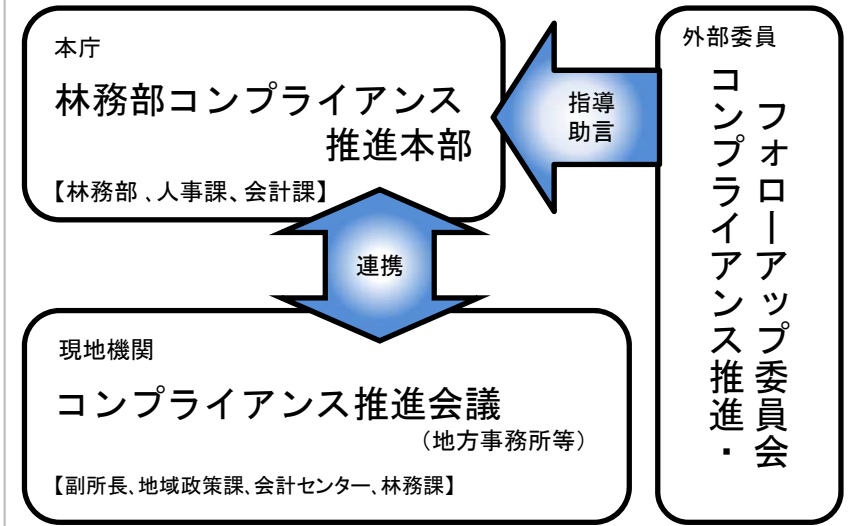 本庁
林務部コンプライアンス
推進本部
【林務部、人事課、会計課】
指導
助言
外部委員
コンプライアンス推進・
フォローアップ委員会
連携
現地機関
コンプライアンス推進会議
(地方事務所等)
【副所長、地域政策課、会計センター、林務課】